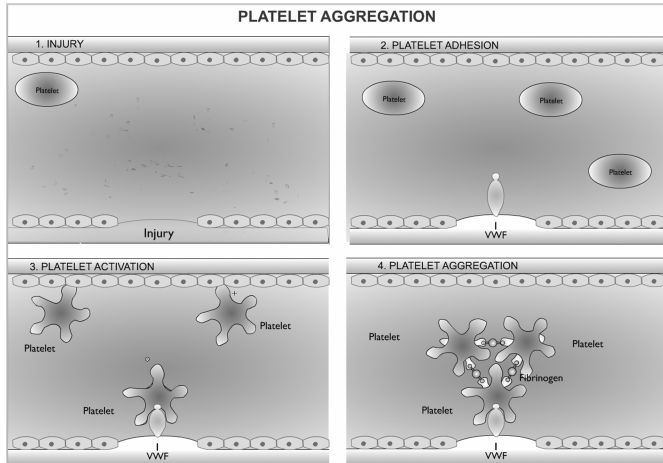 PLATELET AGGREGATION
1. INJURY
Platelet
Injury
2. PLATELET ADHESION
Platelet
Platelet
Platelet
VWF
3. PLATELET ACTIVATION
Platelet
Platelet
Platelet
VWF
4. PLATELET AGGREGATION
Platelet
Platelet
Fibrinogen
Platelet
VWF